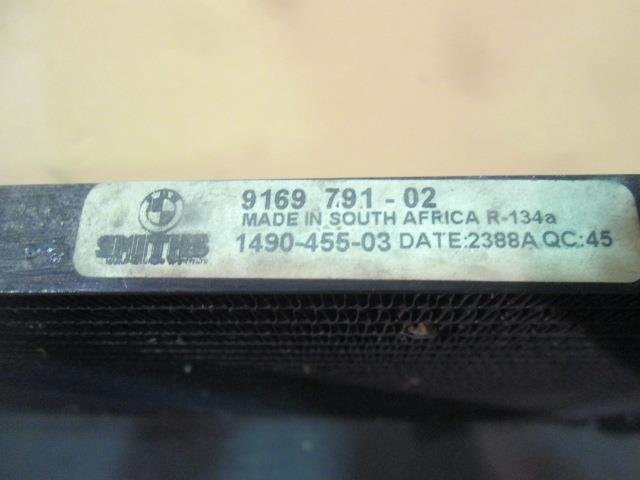 9169 791 - 02
MADE IN SOUTH AFRICA R-134a
SMITHS
1490-455-03 DATE:2388A QC:45